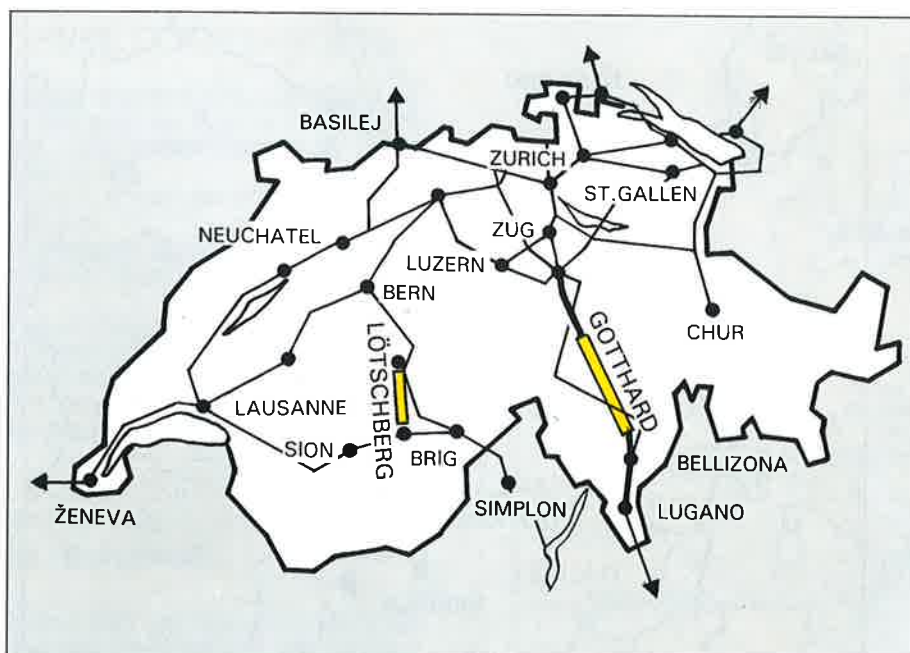 BASILEJ
ZURICH
ST.GALLEN
NEUCHATEL
ZUG
LUZERN
BERN
CHUR
GOTTHARD
LÖTSCHBERG
LAUSANNE
SION
BRIG
BELLIZONA
SIMPLON
LUGANO
ŽENEVA